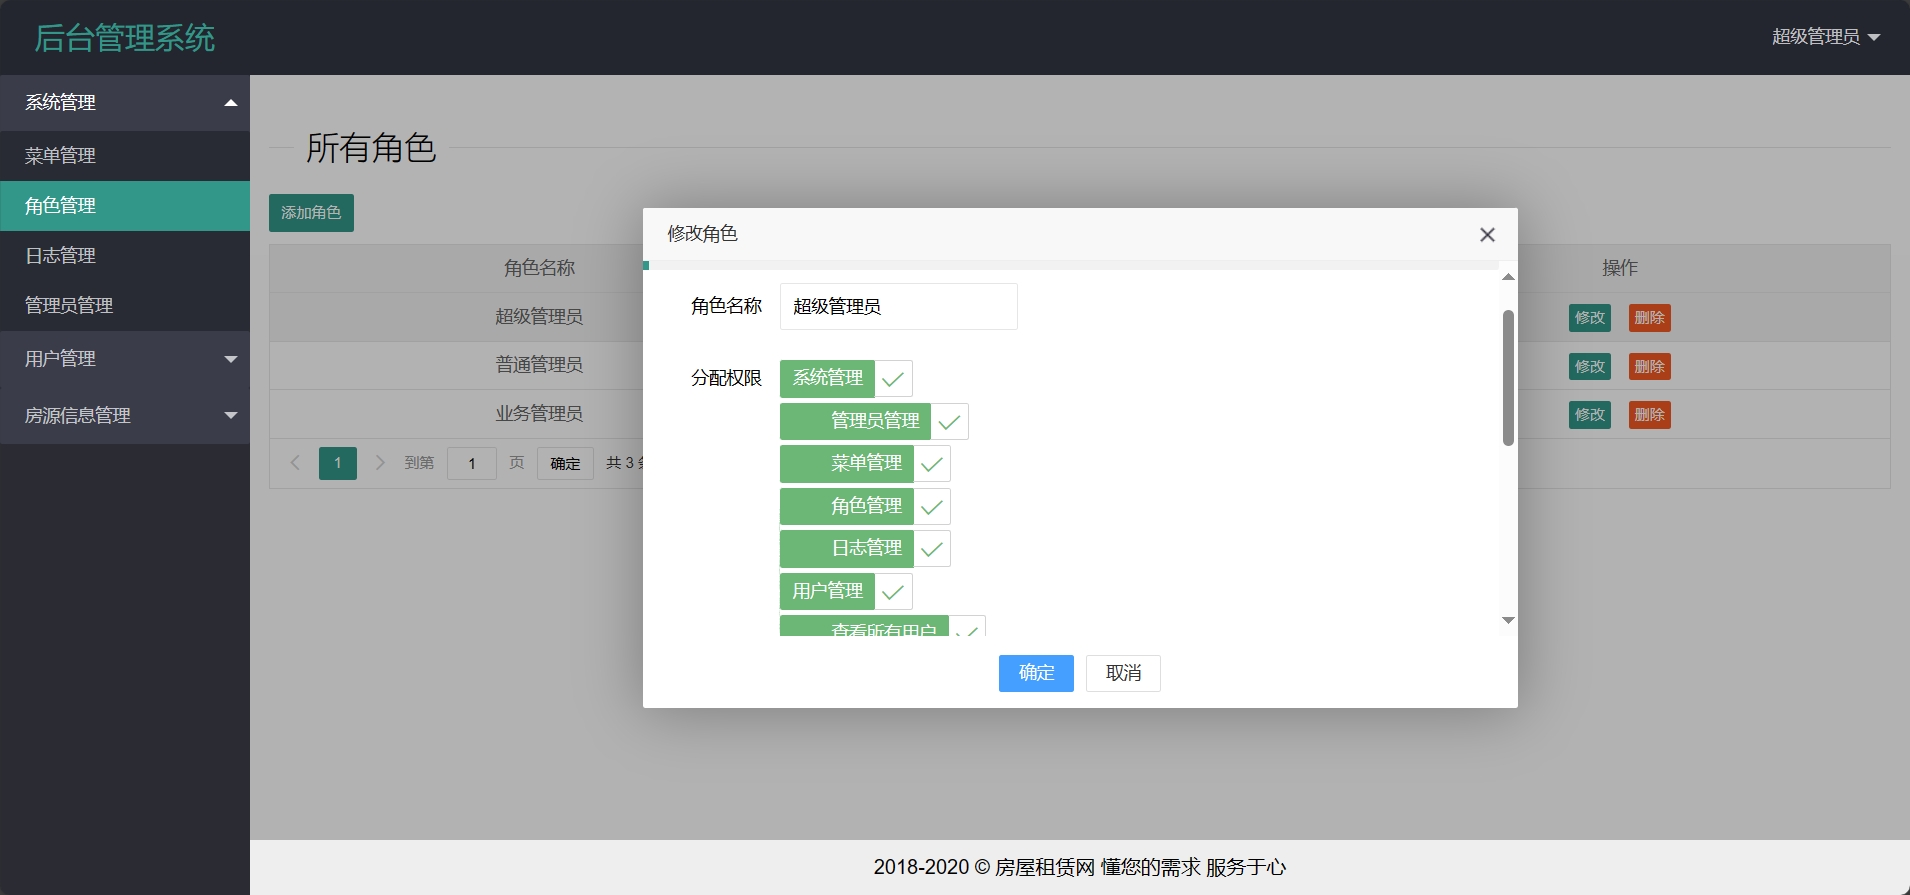 后台管理系统
超级管理员
系统管理
菜单管理
角色管理
日志管理
管理员管理
用户管理
房源信息管理
所有角色
添加角色
角色名称
操作
超级管理员
修改 删除
普通管理员
修改 删除
业务管理员
修改 删除
1 到第 1 页 确定 共 3
修改角色
角色名称 超级管理员
分配权限 系统管理
管理员管理
菜单管理
角色管理
日志管理
用户管理
查看所有用户
确定 取消
2018-2020 © 房屋租赁网 懂您的需求 服务于心